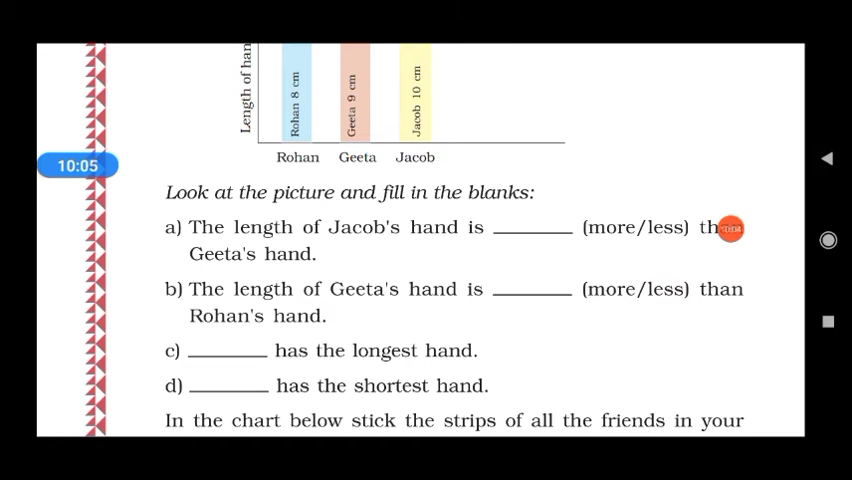 Length of han
Rohan 8 cm
Geeta 9 cm
Jacob 10 cm
Rohan Geeta Jacob
10:05
Look at the picture and fill in the blanks:
a) The length of Jacob's hand is ________ (more/less) th
Geeta's hand.
b) The length of Geeta's hand is ________ (more/less) than
Rohan's hand.
c) ________ has the longest hand.
d) ________ has the shortest hand.
In the chart below stick the strips of all the friends in your